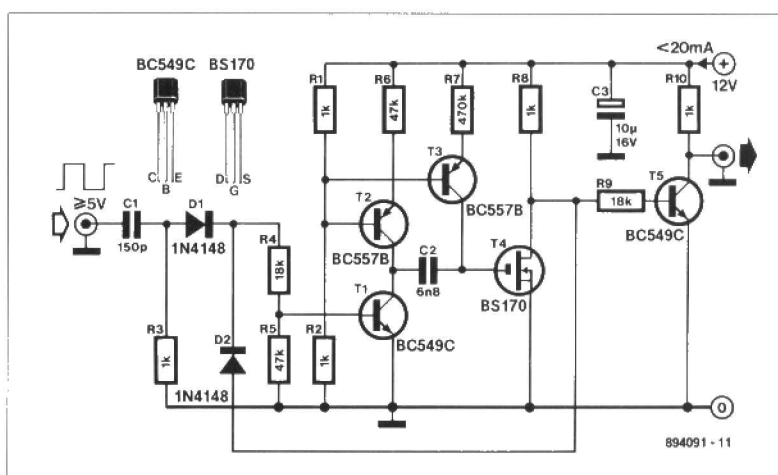 BC549C BS170
C B E
D G S
≥5V
C1
150p
D1
1N4148
R3
1k
D2
1N4148
R4
18k
R5
47k
R1
1k
R2
1k
R6
47k
T2
BC557B
T1
BC549C
C2
6n8
R7
470k
T3
BC557B
R8
1k
T4
BS170
C3
10µ
16V
<20mA
+
12V
R10
1k
R9
18k
T5
BC549C
0
894091 - 11